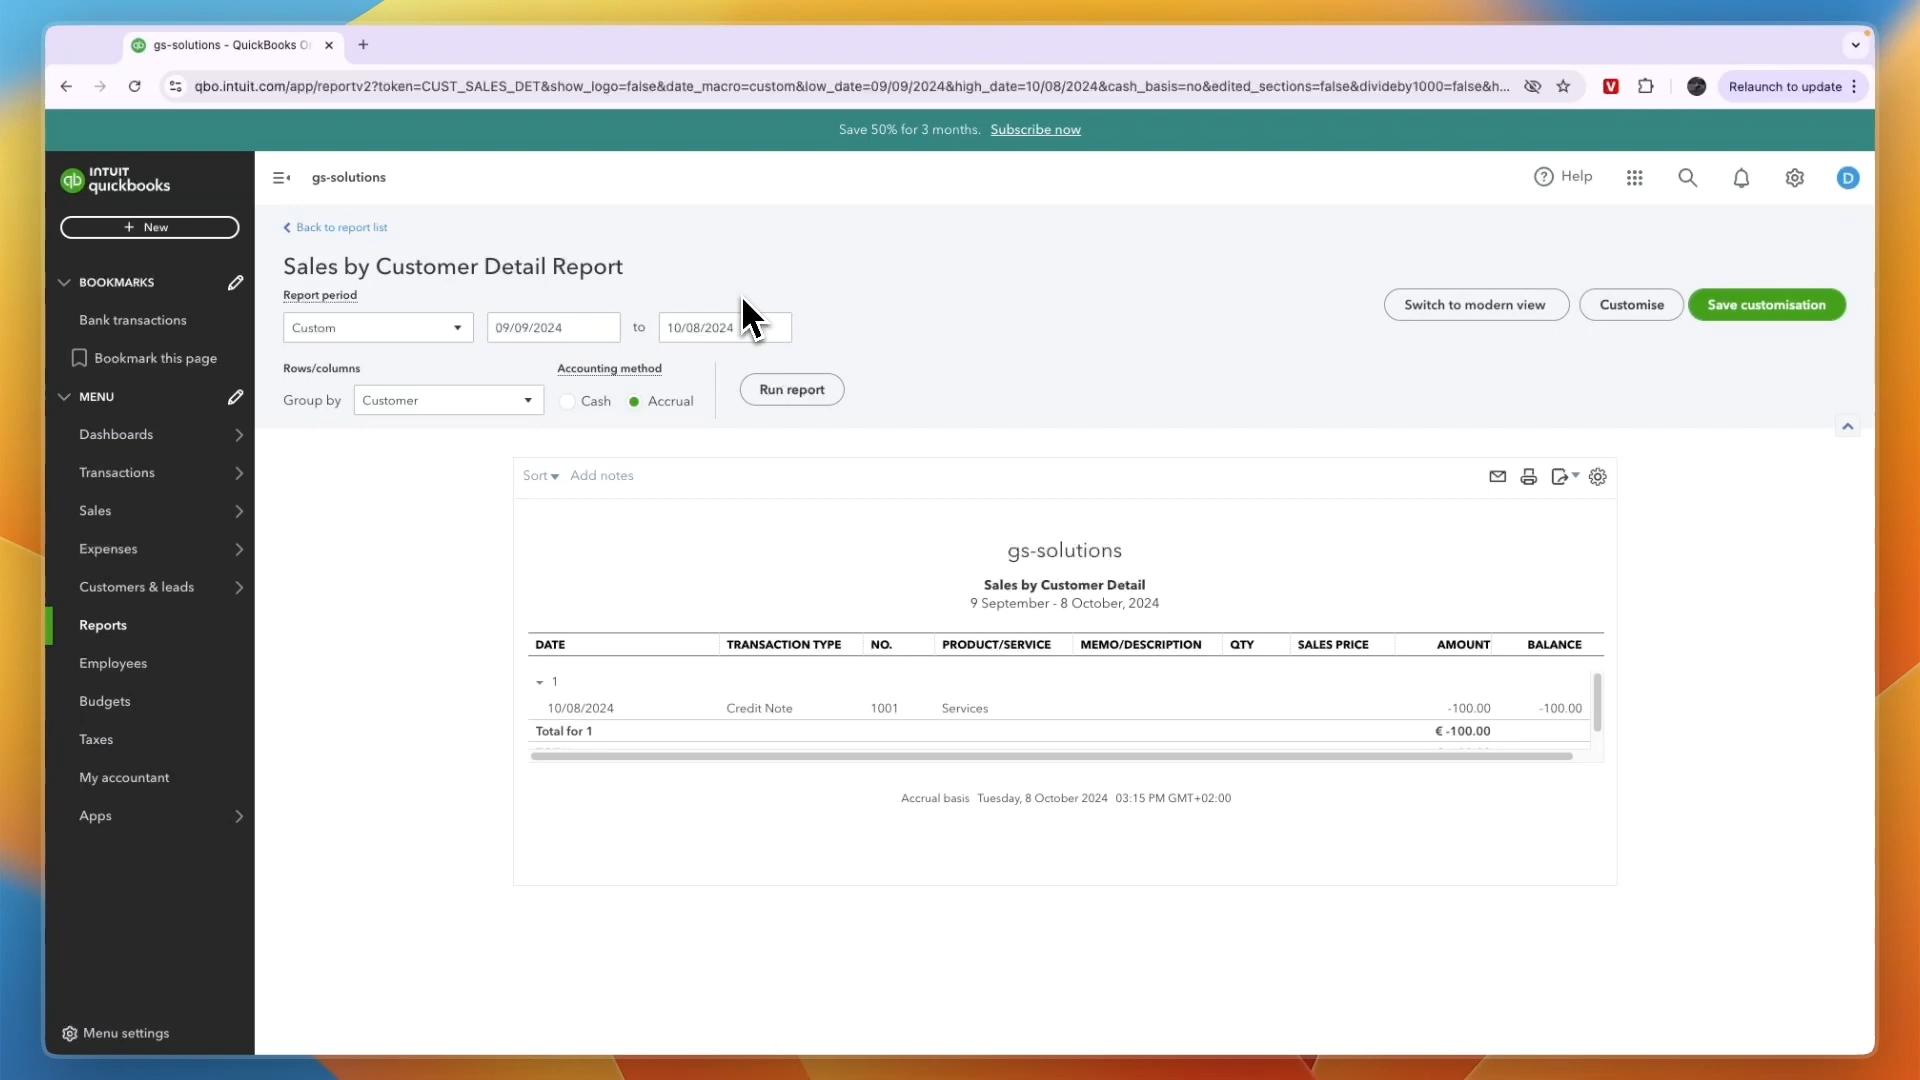 gs-solutions - QuickBooks O
qbo.intuit.com/app/reportv2?token=CUST_SALES_DET&show_logo=false&date_macro=custom&low_date=09/09/2024&high_date=10/08/2024&cash_basis=no&edited_sections=false&divideby1000=false&h...
Relaunch to update
Save 50% for 3 months. Subscribe now
INTUIT
quickbooks
gs-solutions
Help
D
New
Back to report list
Sales by Customer Detail Report
Report period
Custom
09/09/2024 to 10/08/2024
Switch to modern view
Customise
Save customisation
Rows/columns
Accounting method
Group by Customer
Cash
Accrual
Run report
BOOKMARKS
Bank transactions
Bookmark this page
MENU
Dashboards
Transactions
Sales
Expenses
Customers & leads
Reports
Employees
Budgets
Taxes
My accountant
Apps
Menu settings
Sort Add notes
gs-solutions
Sales by Customer Detail
9 September - 8 October, 2024
DATE TRANSACTION TYPE NO. PRODUCT/SERVICE MEMO/DESCRIPTION QTY SALES PRICE AMOUNT BALANCE
1
10/08/2024 Credit Note 1001 Services -100.00 -100.00
Total for 1 € -100.00
Accrual basis Tuesday, 8 October 2024 03:15 PM GMT+02:00